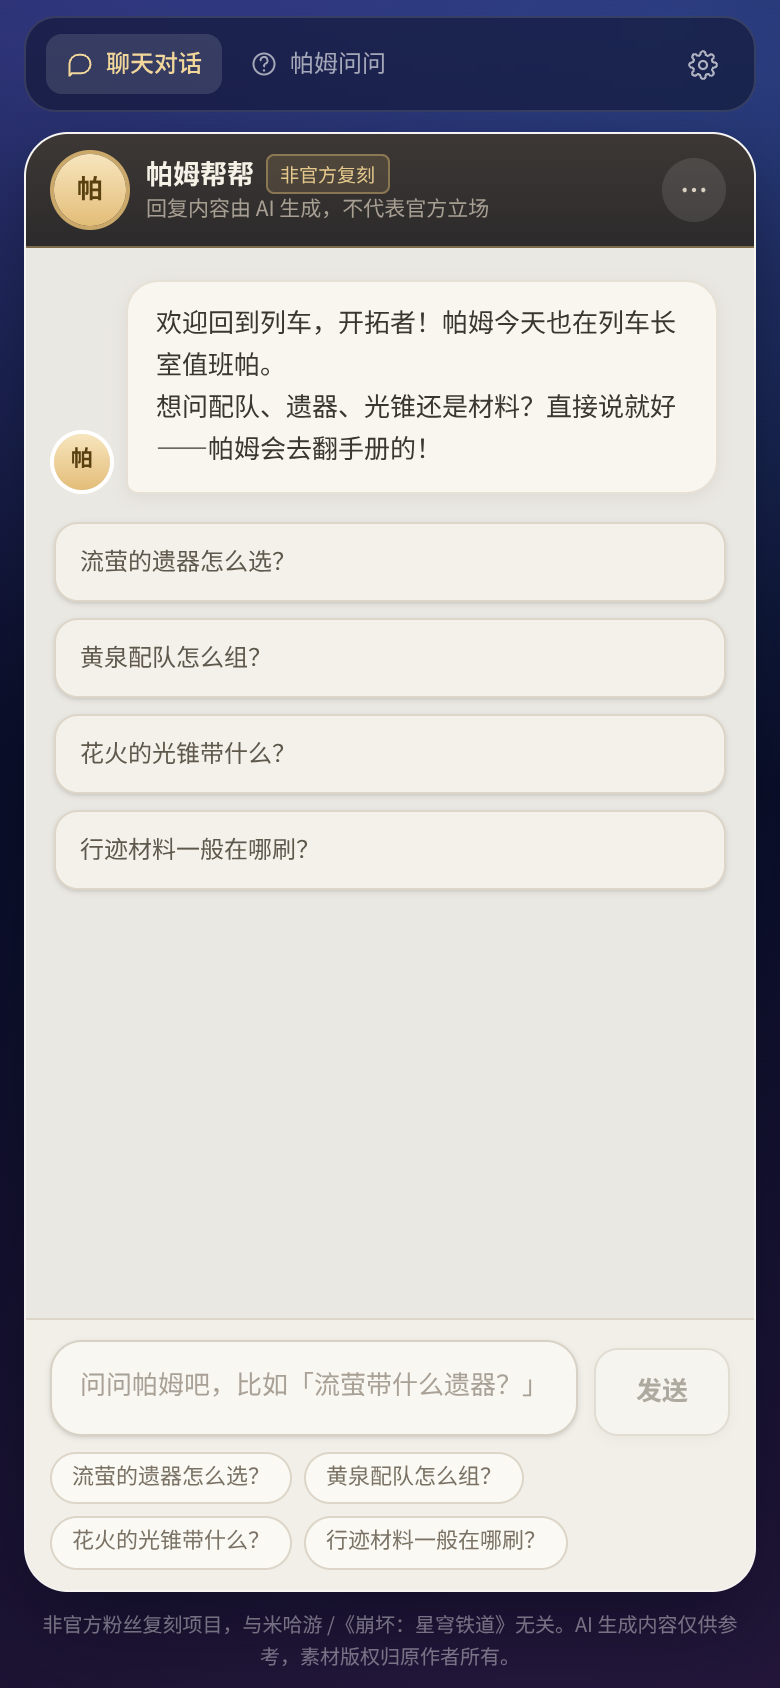 聊天对话
帕姆问问
帕
帕姆帮帮
非官方复刻
回复内容由 AI 生成，不代表官方立场
欢迎回到列车，开拓者！帕姆今天也在列车长
室值班帕。
想问配队、遗器、光锥还是材料？直接说就好
——帕姆会去翻手册的！
帕
流萤的遗器怎么选？
黄泉配队怎么组？
花火的光锥带什么？
行迹材料一般在哪刷？
问问帕姆吧，比如「流萤带什么遗器？」
发送
流萤的遗器怎么选？
黄泉配队怎么组？
花火的光锥带什么？
行迹材料一般在哪刷？
非官方粉丝复刻项目，与米哈游 /《崩坏：星穹铁道》无关。AI 生成内容仅供参
考，素材版权归原作者所有。